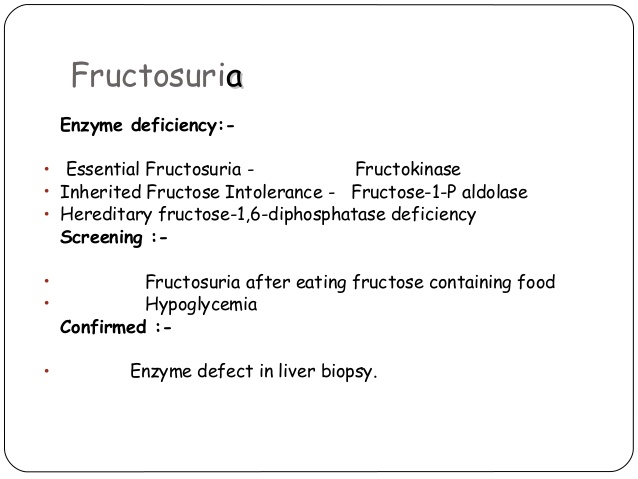 Fructosuria
Enzyme deficiency:-
• Essential Fructosuria - Fructokinase
• Inherited Fructose Intolerance - Fructose-1-P aldolase
• Hereditary fructose-1,6-diphosphatase deficiency
Screening :-
• Fructosuria after eating fructose containing food
• Hypoglycemia
Confirmed :-
• Enzyme defect in liver biopsy.